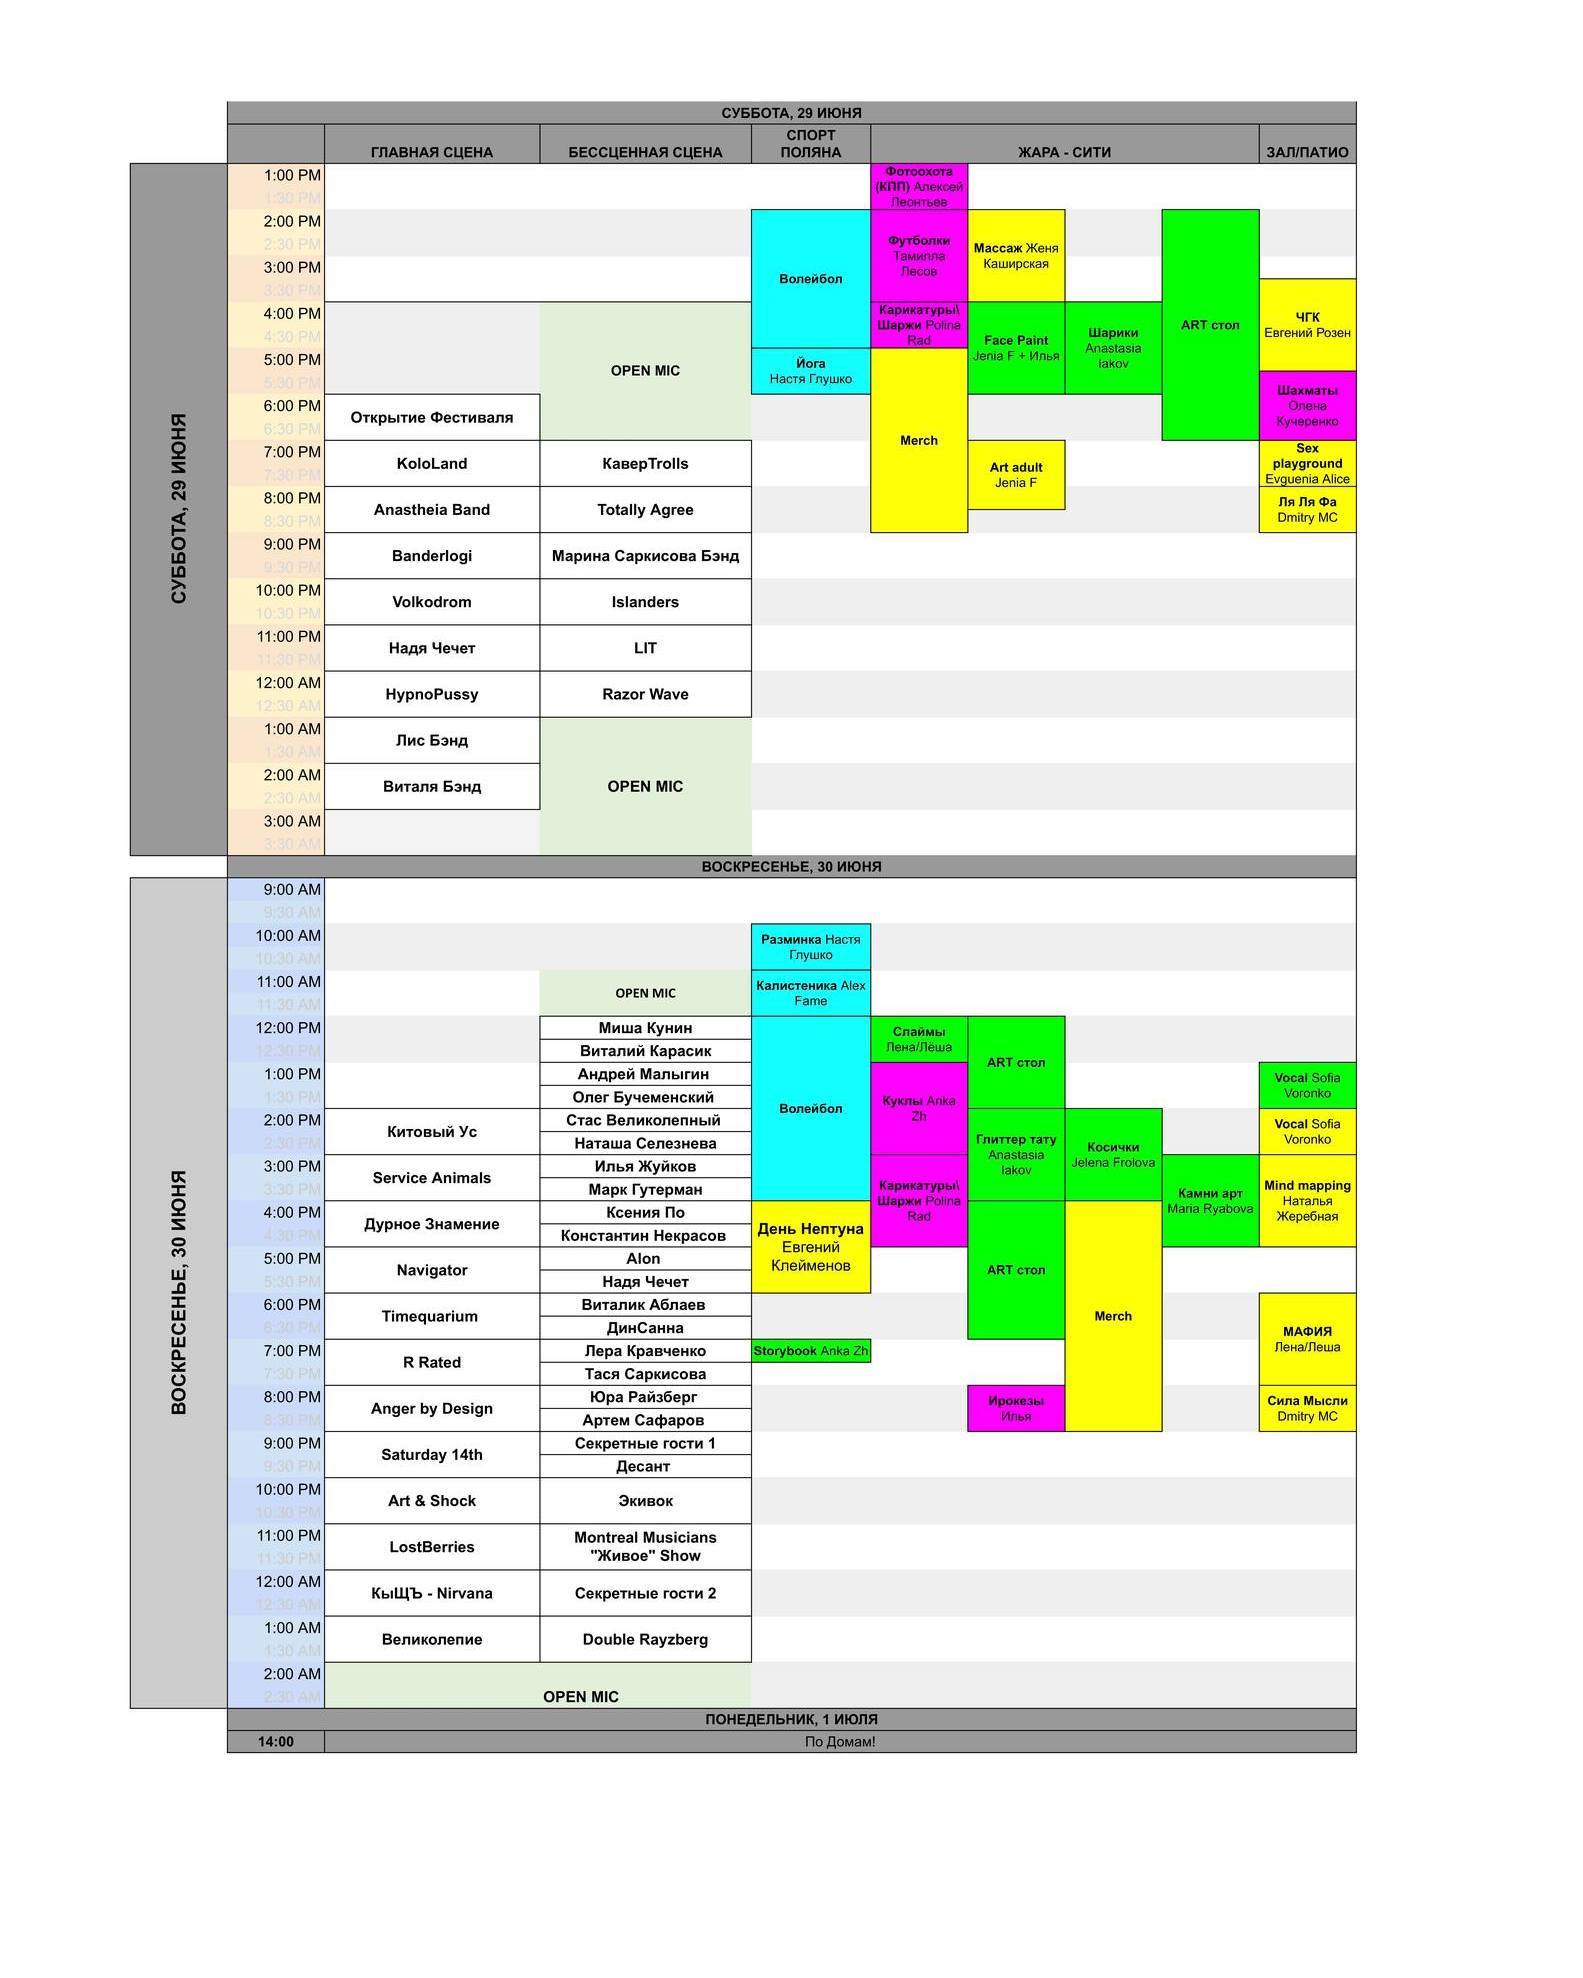 СУББОТА, 29 ИЮНЯ
ГЛАВНАЯ СЦЕНА
БЕССЦЕННАЯ СЦЕНА
СПОРТ
ПОЛЯНА
ЖАРА - СИТИ
ЗАЛ/ПАТИО
СУББОТА, 29 ИЮНЯ
1:00 PM
1:30 PM
2:00 PM
2:30 PM
3:00 PM
3:30 PM
4:00 PM
4:30 PM
5:00 PM
5:30 PM
6:00 PM
6:30 PM
7:00 PM
7:30 PM
8:00 PM
8:30 PM
9:00 PM
9:30 PM
10:00 PM
10:30 PM
11:00 PM
11:30 PM
12:00 AM
12:30 AM
1:00 AM
1:30 AM
2:00 AM
2:30 AM
3:00 AM
3:30 AM
Открытие Фестиваля
KoloLand
Anastheia Band
Banderlogi
Volkodrom
Надя Чечет
HypnoPussy
Лис Бэнд
Виталя Бэнд
OPEN MIC
КаверTrolls
Totally Agree
Марина Саркисова Бэнд
Islanders
LIT
Razor Wave
OPEN MIC
Волейбол
Йога
Настя Глушко
Фотоохота
(КПП) Алексей
Леонтьев
Футболки
Тамилла
Лесов
Карикатуры\
Шаржи Polina
Rad
Merch
Массаж Женя
Каширская
Face Paint
Jenia F + Илья
Art adult
Jenia F
Шарики
Anastasia
Iakov
ART стол
ЧГК
Евгений Розен
Шахматы
Олена
Кучеренко
Sex
playground
Evguenia Alice
Ля Ля Фа
Dmitry MC
ВОСКРЕСЕНЬЕ, 30 ИЮНЯ
ВОСКРЕСЕНЬЕ, 30 ИЮНЯ
9:00 AM
9:30 AM
10:00 AM
10:30 AM
11:00 AM
11:30 AM
12:00 PM
12:30 PM
1:00 PM
1:30 PM
2:00 PM
2:30 PM
3:00 PM
3:30 PM
4:00 PM
4:30 PM
5:00 PM
5:30 PM
6:00 PM
6:30 PM
7:00 PM
7:30 PM
8:00 PM
8:30 PM
9:00 PM
9:30 PM
10:00 PM
10:30 PM
11:00 PM
11:30 PM
12:00 AM
12:30 AM
1:00 AM
1:30 AM
2:00 AM
2:30 AM
Китовый Ус
Service Animals
Дурное Знамение
Navigator
Timequarium
R Rated
Anger by Design
Saturday 14th
Art & Shock
LostBerries
КыЩЪ - Nirvana
Великолепие
OPEN MIC
Миша Кунин
Виталий Карасик
Андрей Малыгин
Олег Бучеменский
Стас Великолепный
Наташа Селезнева
Илья Жуйков
Марк Гутерман
Ксения По
Константин Некрасов
Alon
Надя Чечет
Виталик Аблаев
ДинСанна
Лера Кравченко
Тася Саркисова
Юра Райзберг
Артем Сафаров
Секретные гости 1
Десант
Экивок
Montreal Musicians
"Живое" Show
Секретные гости 2
Double Rayzberg
OPEN MIC
Разминка Настя
Глушко
Калистеника Alex
Fame
Волейбол
День Нептуна
Евгений
Клейменов
Storybook Anka Zh
Слаймы
Лена/Лёша
Куклы Anka
Zh
Карикатуры\
Шаржи Polina
Rad
ART стол
Глиттер тату
Anastasia
Iakov
ART стол
Ирокезы
Илья
Косички
Jelena Frolova
Merch
Камни арт
Maria Ryabova
Vocal Sofia
Voronko
Vocal Sofia
Voronko
Mind mapping
Наталья
Жеребная
МАФИЯ
Лена/Леша
Сила Мысли
Dmitry MC
ПОНЕДЕЛЬНИК, 1 ИЮЛЯ
14:00
По Домам!